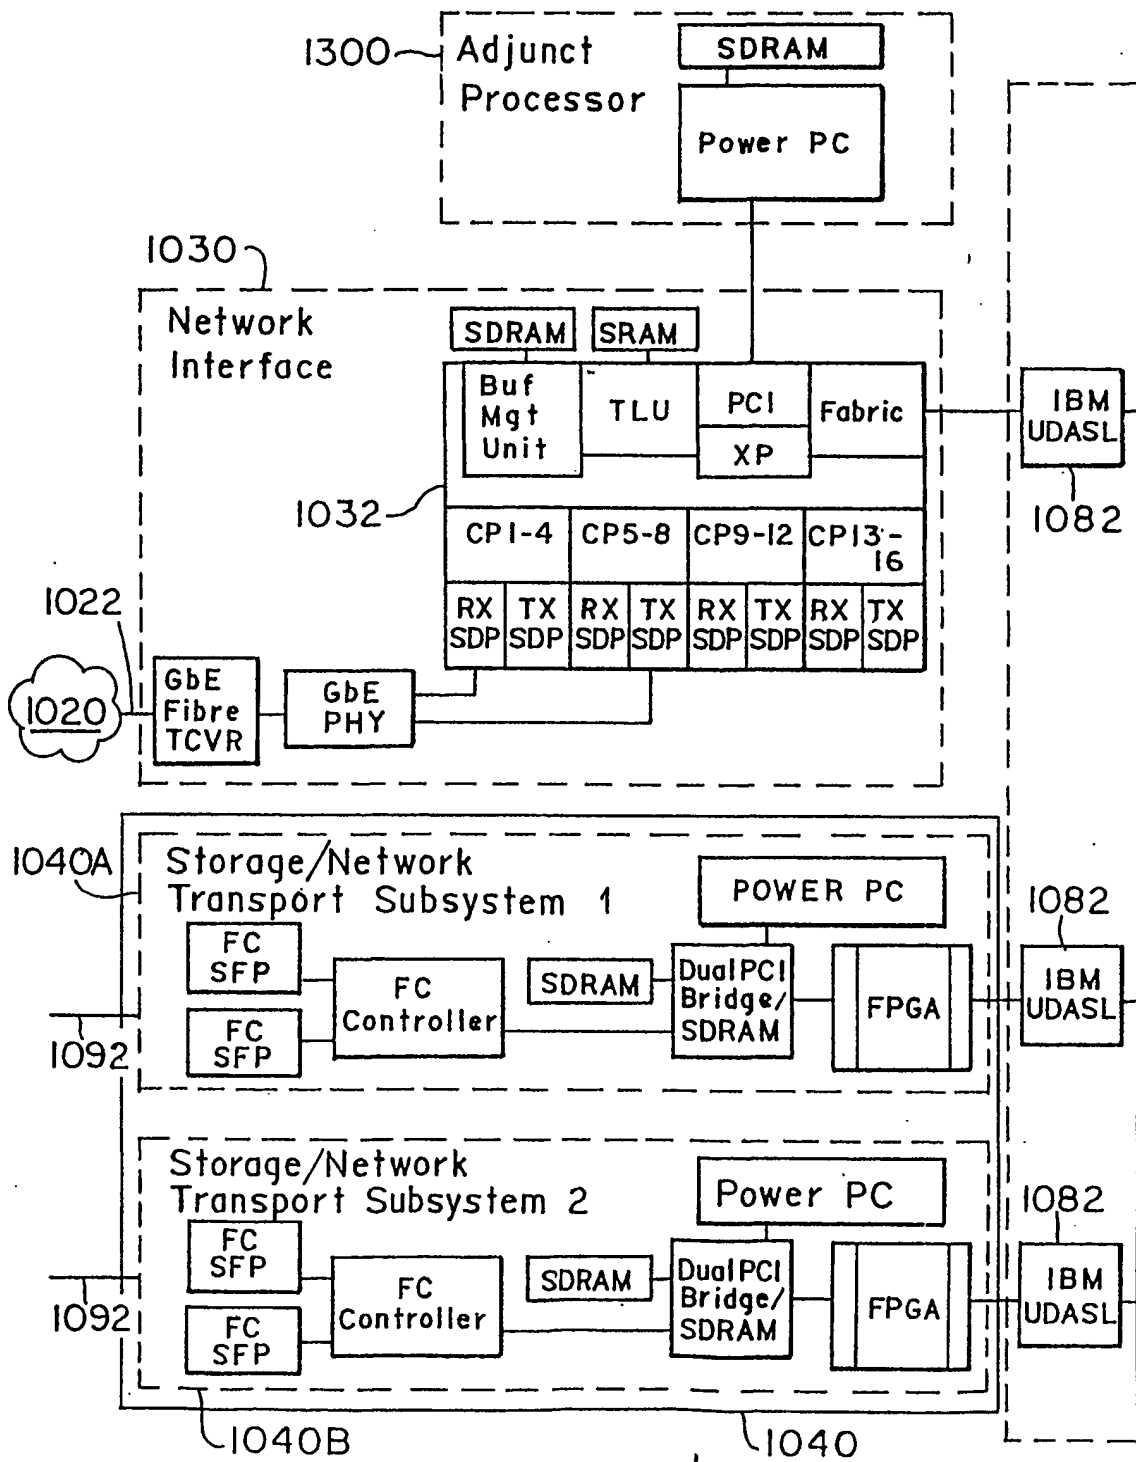 1300
Adjunct
Processor
SDRAM
Power PC
1030
Network
Interface
SDRAM
SRAM
Buf
Mgt
Unit
TLU
PCI
XP
Fabric
IBM
UDASL
1082
1032
CP1-4
CP5-8
CP9-12
CP13-
16
RX
SDP
TX
SDP
RX
SDP
TX
SDP
RX
SDP
TX
SDP
RX
SDP
TX
SDP
1022
1020
GbE
Fibre
TCVR
GbE
PHY
1040A
Storage/Network
Transport Subsystem 1
POWER PC
FC
SFP
FC
SFP
FC
Controller
SDRAM
Dual PCI
Bridge/
SDRAM
FPGA
1082
IBM
UDASL
1092
Storage/Network
Transport Subsystem 2
Power PC
FC
SFP
FC
SFP
FC
Controller
SDRAM
Dual PCI
Bridge/
SDRAM
FPGA
1082
IBM
UDASL
1092
1040B
1040